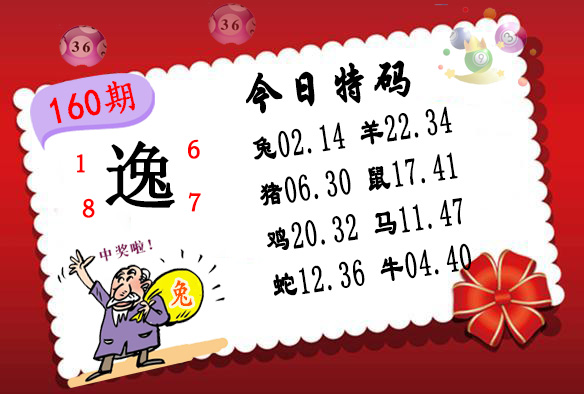 36
36
160期
今日特码
1
6
逸
8
7
兔02.14 羊22.34
猪06.30 鼠17.41
鸡20.32 马11.47
蛇12.36 牛04.40
中奖啦!
兔